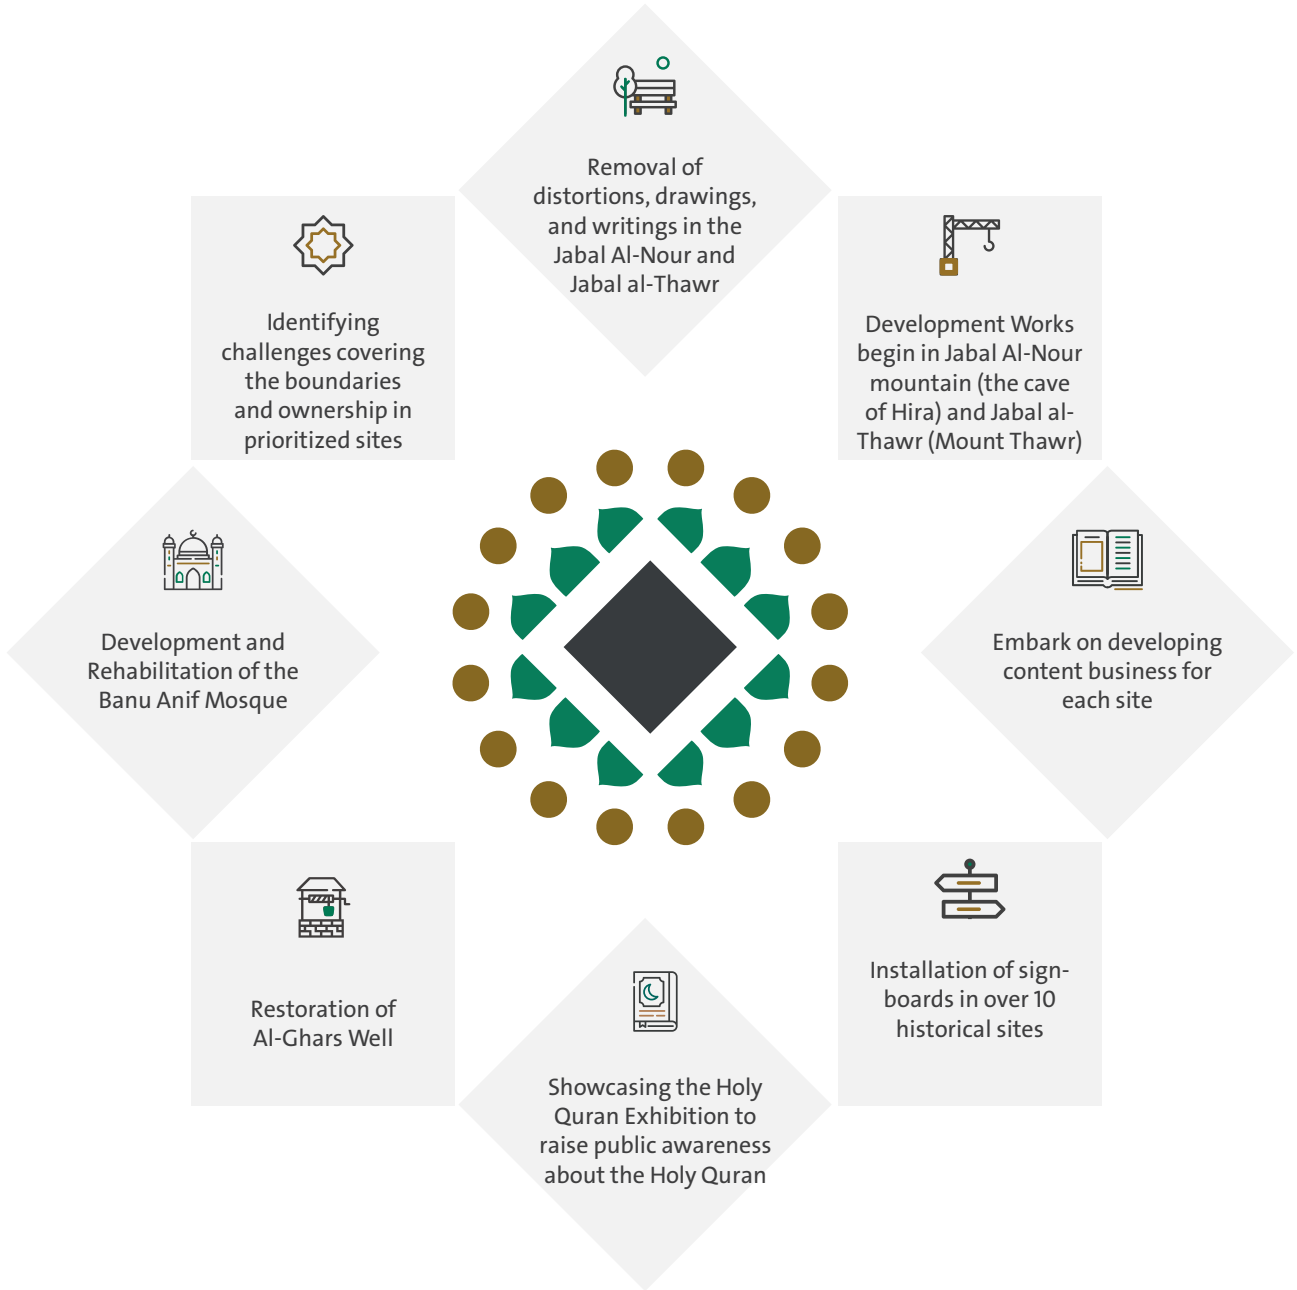 Removal of
distortions, drawings,
and writings in the
Jabal Al-Nour and
Jabal al-Thawr
Identifying
challenges covering
the boundaries
and ownership in
prioritized sites
Development Works
begin in Jabal Al-Nour
mountain (the cave
of Hira) and Jabal al-
Thawr (Mount Thawr)
Development and
Rehabilitation of the
Banu Anif Mosque
Embark on developing
content business for
each site
Restoration of
Al-Ghars Well
Installation of sign-
boards in over 10
historical sites
Showcasing the Holy
Quran Exhibition to
raise public awareness
about the Holy Quran